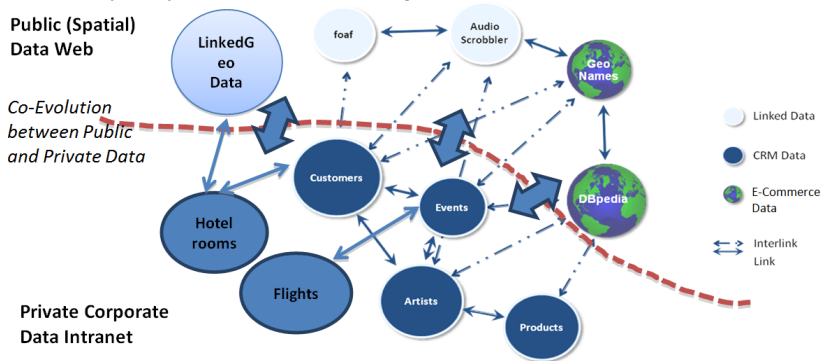 Public (Spatial)
Data Web
LinkedG
eo
Data
foaf
Audio
Scrobbler
Geo
Names
Co-Evolution
between Public
and Private Data
Linked Data
CRM Data
E-Commerce
Data
Interlink
Link
Customers
Events
DBpedia
Hotel
rooms
Flights
Artists
Products
Private Corporate
Data Intranet